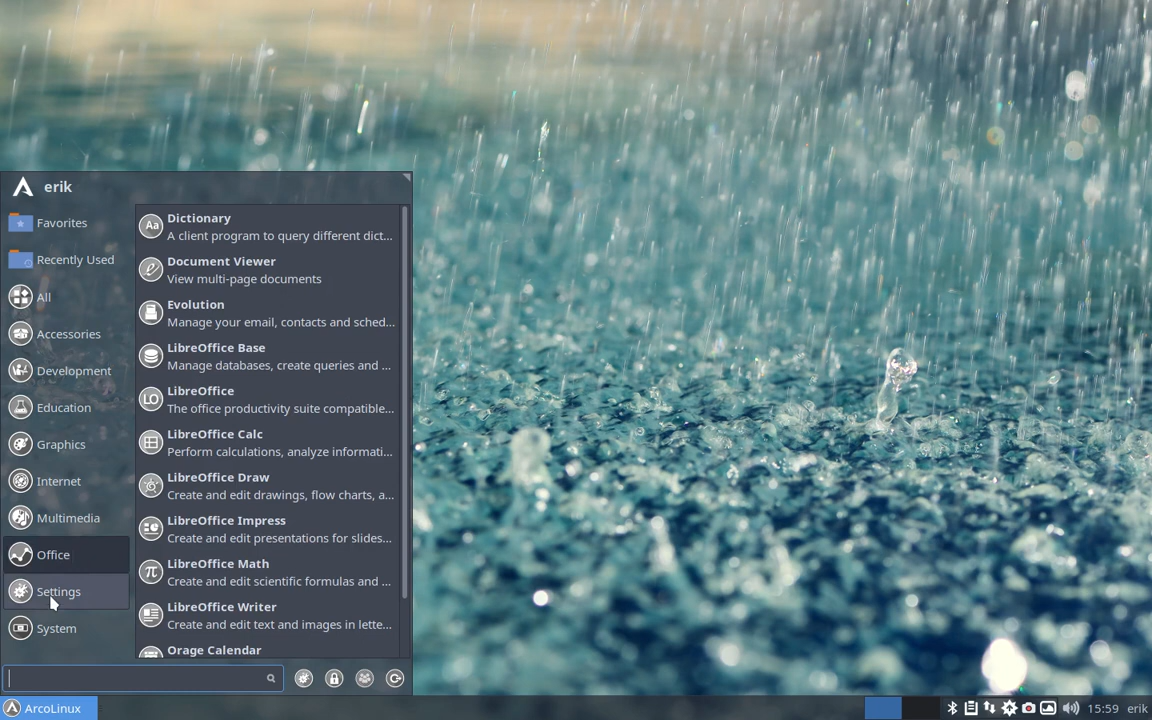 erik
Favorites
Recently Used
All
Accessories
Development
Education
Graphics
Internet
Multimedia
Office
Settings
System
Dictionary
A client program to query different dict...
Document Viewer
View multi-page documents
Evolution
Manage your email, contacts and sched...
LibreOffice Base
Manage databases, create queries and ...
LibreOffice
The office productivity suite compatible...
LibreOffice Calc
Perform calculations, analyze informati...
LibreOffice Draw
Create and edit drawings, flow charts, a...
LibreOffice Impress
Create and edit presentations for slides...
LibreOffice Math
Create and edit scientific formulas and ...
LibreOffice Writer
Create and edit text and images in lette...
Orage Calendar
Aa
LO
π
ArcoLinux
15:59
erik